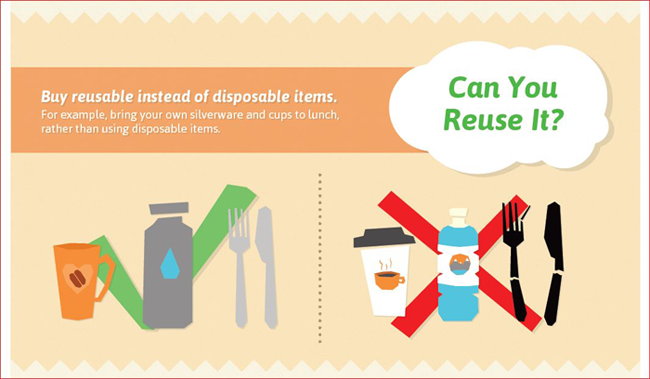 Buy reusable instead of disposable items.
For example, bring your own silverware and cups to lunch,
rather than using disposable items.
Can You
Reuse It?